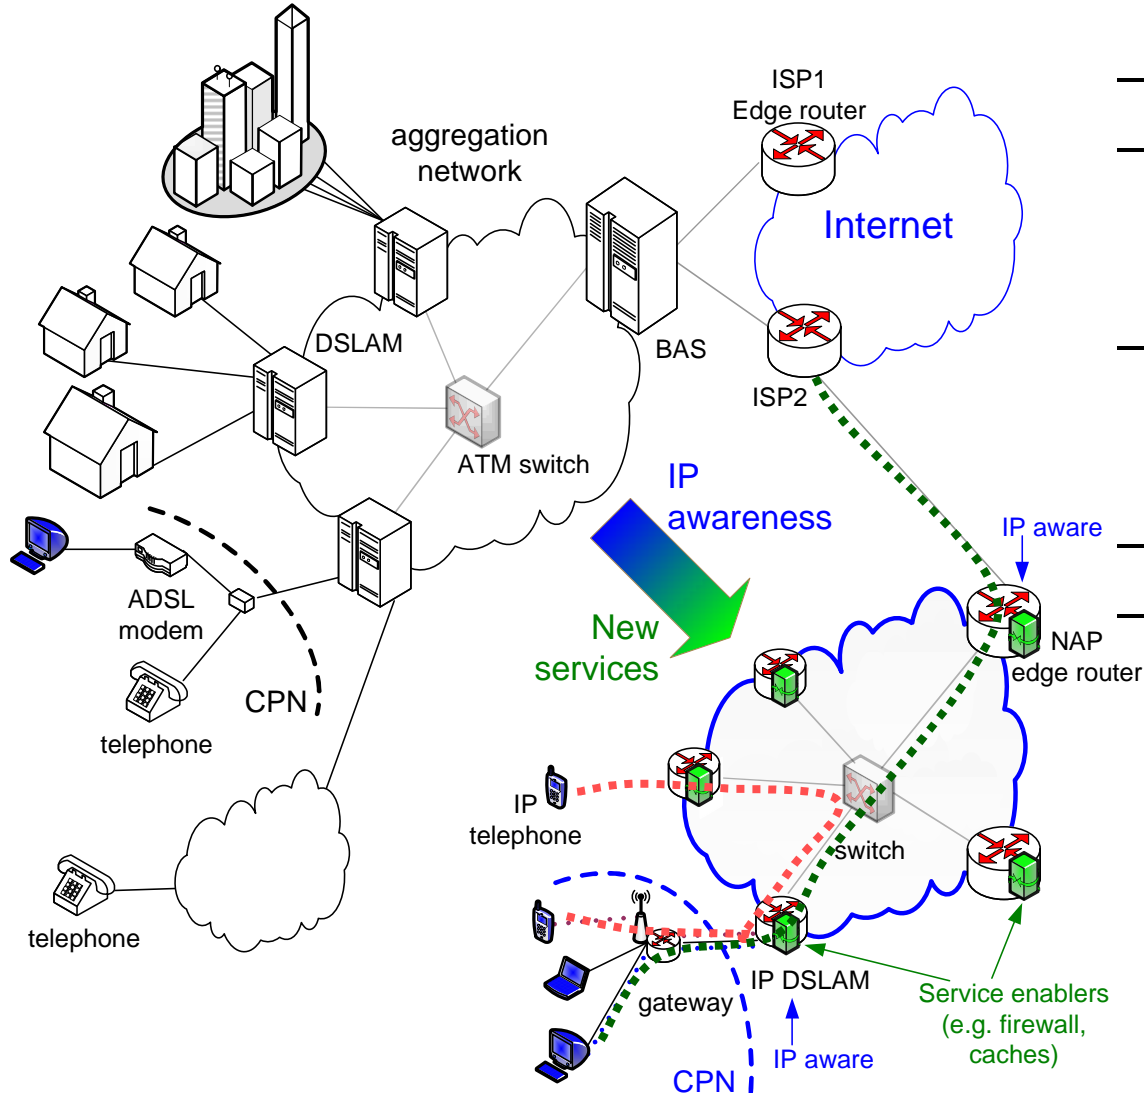 ISP1
Edge router
aggregation
network
Internet
DSLAM
BAS
ISP2
ATM switch
IP
awareness
IP aware
ADSL
modem
New
services
NAP
edge router
CPN
telephone
IP
telephone
switch
telephone
gateway
IP DSLAM
Service enablers
(e.g. firewall,
caches)
IP aware
CPN